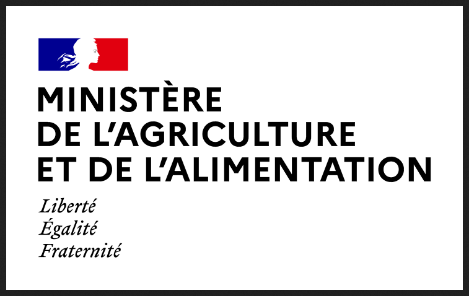 MINISTÈRE
DE L'AGRICULTURE
ET DE L'ALIMENTATION
Liberté
Égalité
Fraternité